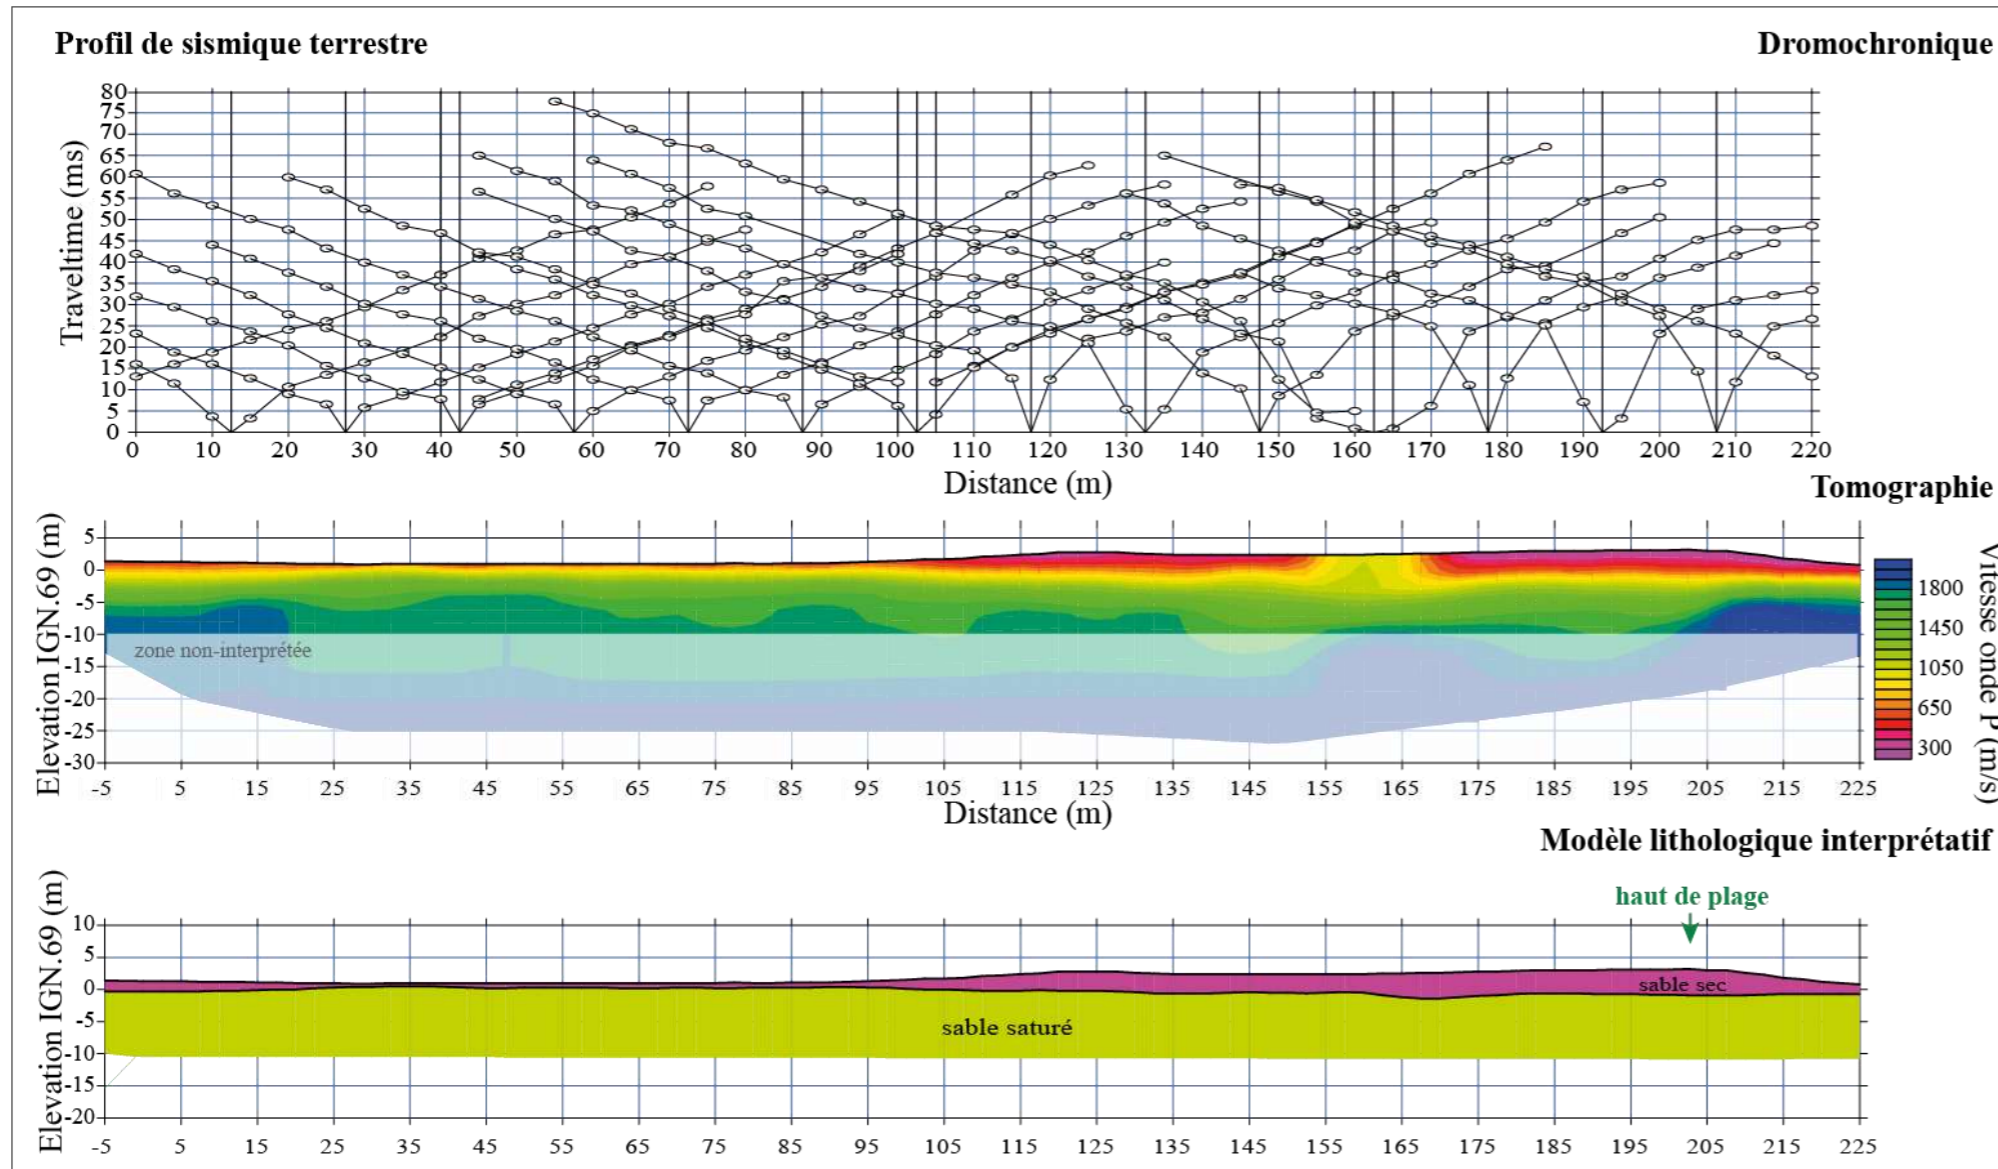 Profil de sismique terrestre
Dromochronique
Traveltime (ms)
80
75
70
65
60
55
50
45
40
35
30
25
20
15
10
5
0
0 10 20 30 40 50 60 70 80 90 100 110 120 130 140 150 160 170 180 190 200 210 220
Distance (m)
Tomographie
Elevation IGN.69 (m)
5
0
-5
-10
-15
-20
-25
-30
zone non-interprétée
-5 5 15 25 35 45 55 65 75 85 95 105 115 125 135 145 155 165 175 185 195 205 215 225
Distance (m)
1800
1450
1050
650
300
Vitesse onde P (m/s)
Modèle lithologique interprétatif
haut de plage
Elevation IGN.69 (m)
10
5
0
-5
-10
-15
-20
sable sec
sable saturé
-5 5 15 25 35 45 55 65 75 85 95 105 115 125 135 145 155 165 175 185 195 205 215 225